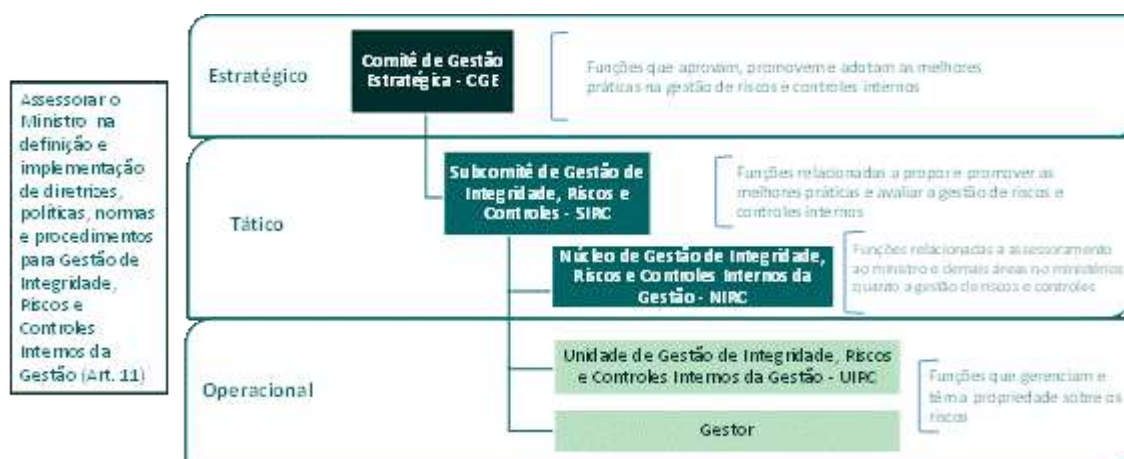 Assessorar o
Ministro na
definição e
implementação
de diretrizes,
políticas, normas
e procedimentos
para Gestão de
Integridade,
Riscos e
Controles
Internos da
Gestão (Art. 11)
Estratégico
Comitê de Gestão
Estratégica - CGE
Funções que aprovam, promovem e adotam as melhores
práticas na gestão de riscos e controles internos
Tático
Subcomitê de Gestão de
Integridade, Riscos e
Controles - SIRC
Funções relacionadas a propor e promover as
melhores práticas e avaliar a gestão de riscos e
controles internos
Núcleo de Gestão de Integridade,
Riscos e Controles Internos da
Gestão - NIRC
Funções relacionadas a assessoramento
ao ministro e demais áreas no ministérios
quanto a gestão de riscos e controles
Operacional
Unidade de Gestão de Integridade, Riscos
e Controles Internos da Gestão - UIRC
Gestor
Funções que gerenciam e
têm a propriedade sobre os
riscos